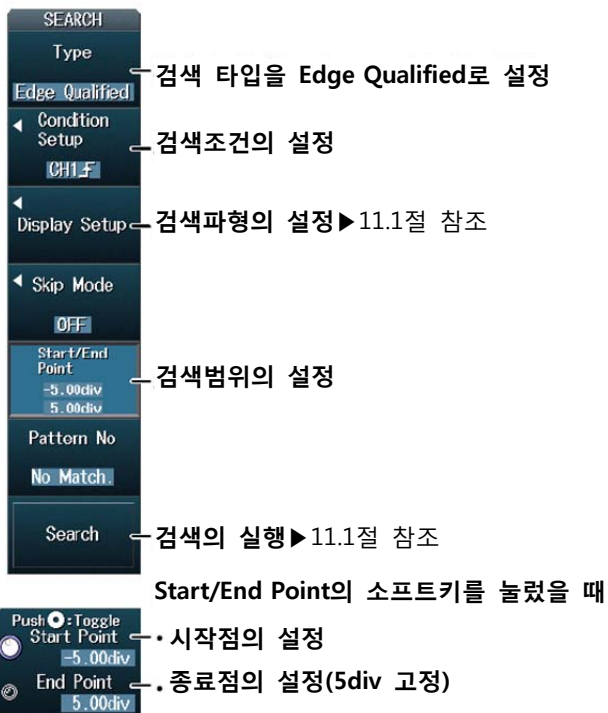 SEARCH
Type
Edge Qualified
검색 타입을 Edge Qualified로 설정
Condition
Setup
CH1
검색조건의 설정
Display Setup
검색파형의 설정▶11.1절 참조
Skip Mode
OFF
Start/End
Point
-5.00div
5.00div
검색범위의 설정
Pattern No
No Match.
Search
검색의 실행▶11.1절 참조
Start/End Point의 소프트키를 눌렀을 때
Push :Toggle
Start Point
-5.00div
· 시작점의 설정
End Point
5.00div
. 종료점의 설정(5div 고정)